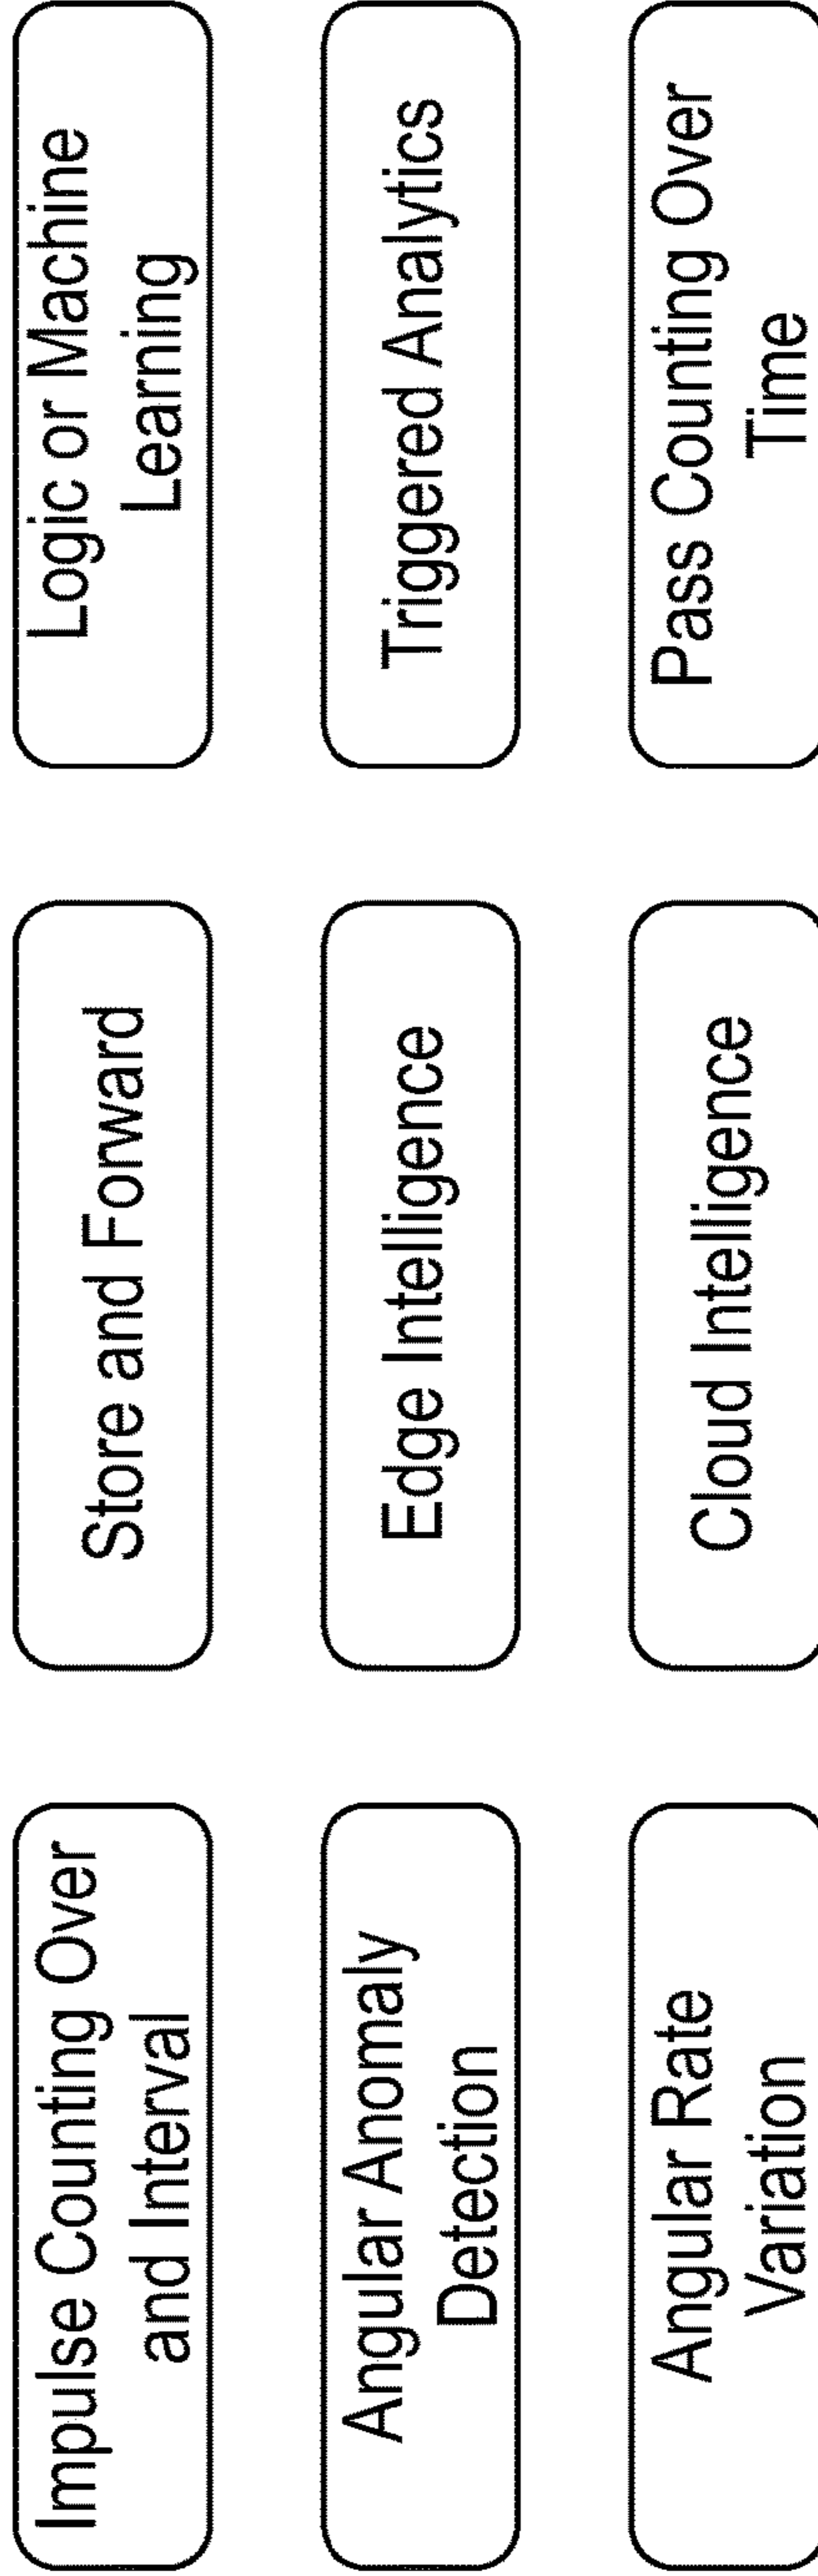 Impulse Counting Over
and Interval
Store and Forward
Logic or Machine
Learning
Angular Anomaly
Detection
Edge Intelligence
Triggered Analytics
Angular Rate
Variation
Cloud Intelligence
Pass Counting Over
Time